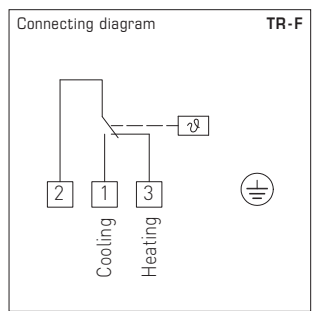 Connecting diagram TR-F
ϑ
2 1 3
Cooling
Heating